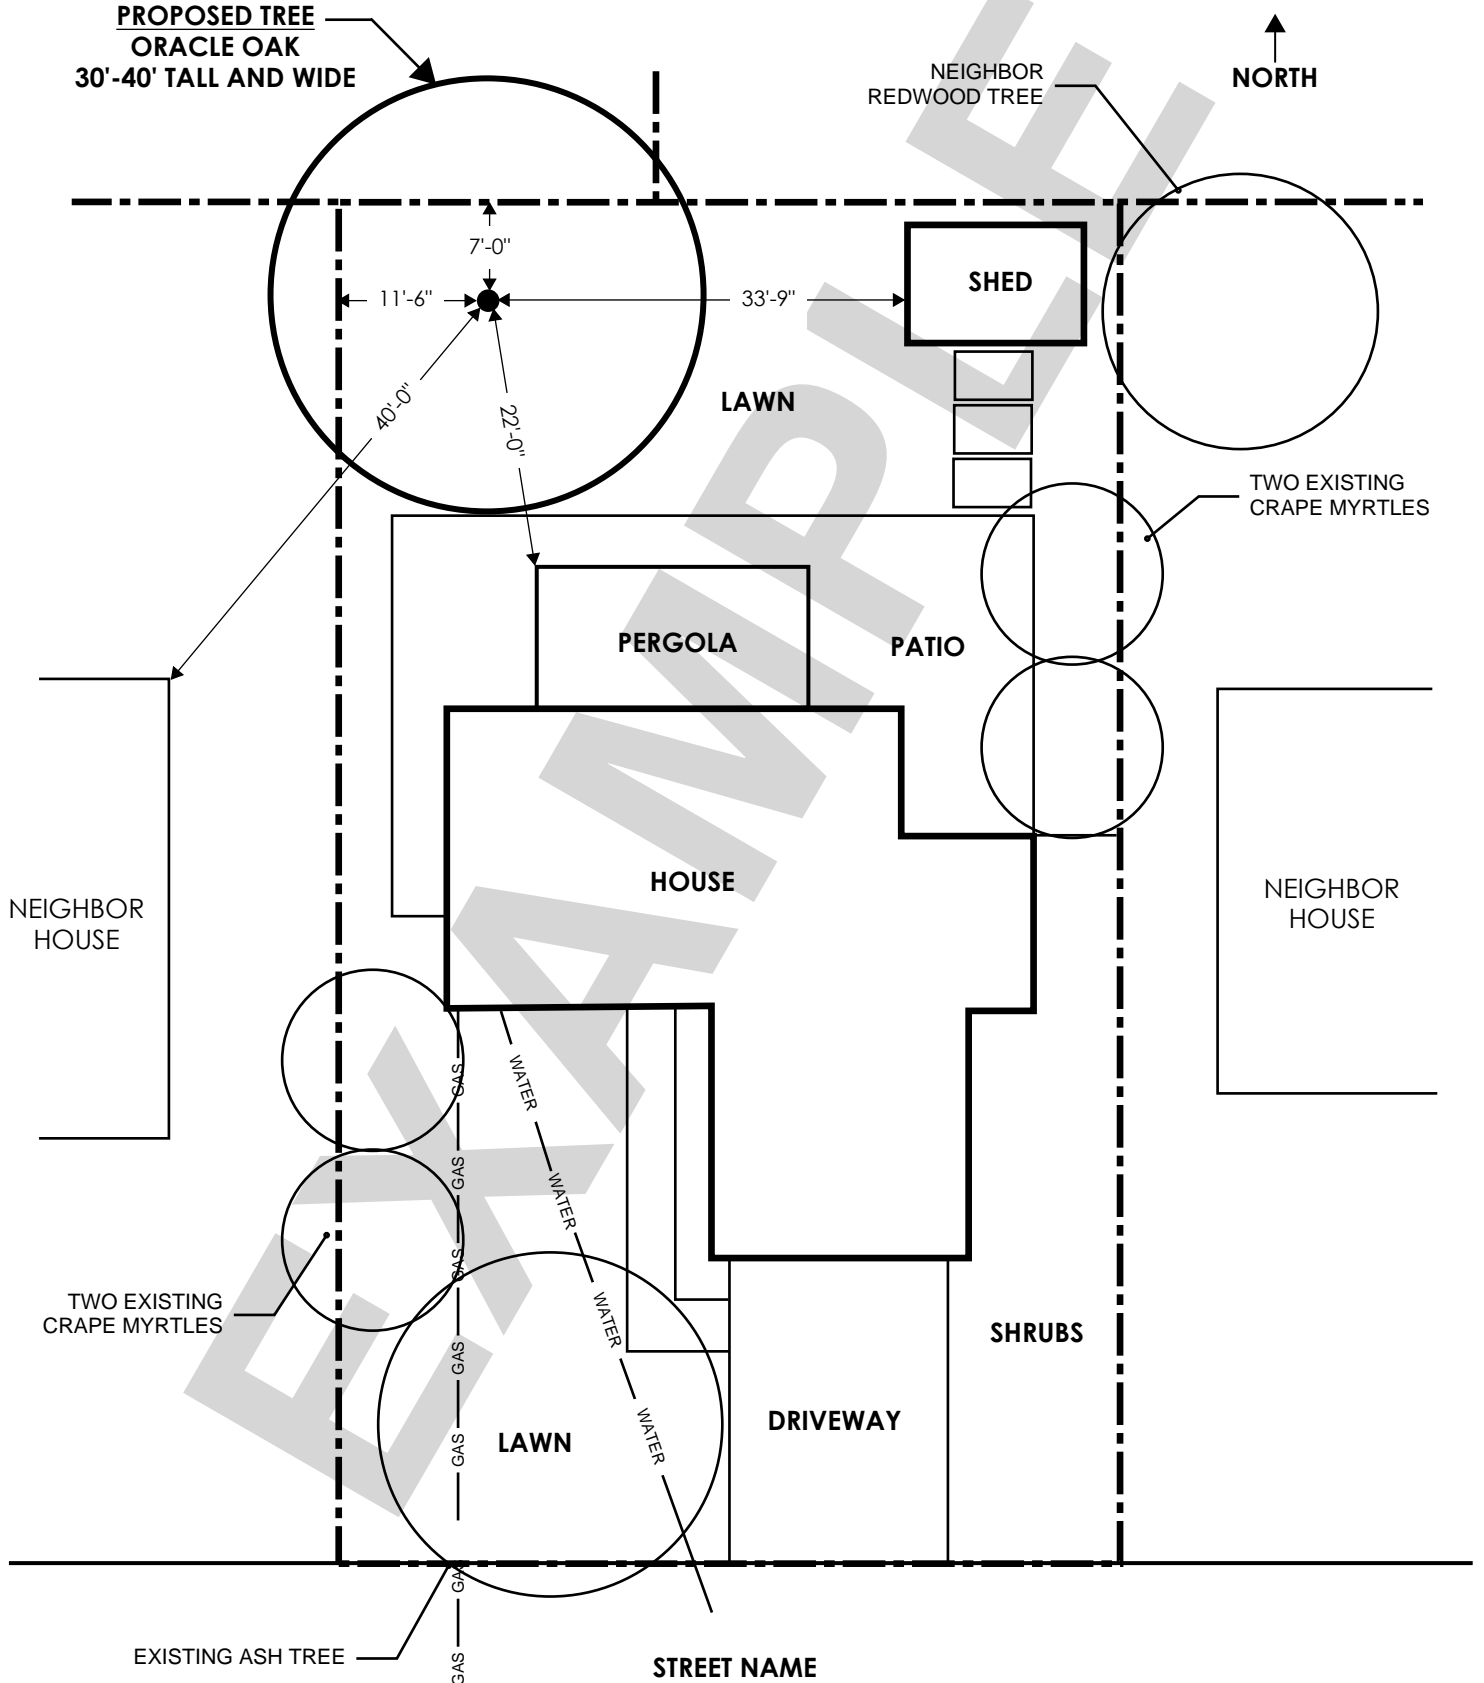 PROPOSED TREE
ORACLE OAK
30'-40' TALL AND WIDE
NEIGHBOR
REDWOOD TREE
NORTH
7'-0"
11'-6"
33'-9"
SHED
40'-0"
22'-0"
LAWN
TWO EXISTING
CRAPE MYRTLES
PERGOLA
PATIO
HOUSE
NEIGHBOR
HOUSE
NEIGHBOR
HOUSE
GAS
WATER
GAS
WATER
GAS
WATER
GAS
WATER
GAS
TWO EXISTING
CRAPE MYRTLES
SHRUBS
DRIVEWAY
LAWN
GAS
EXISTING ASH TREE
GAS
STREET NAME
EXAMPLE